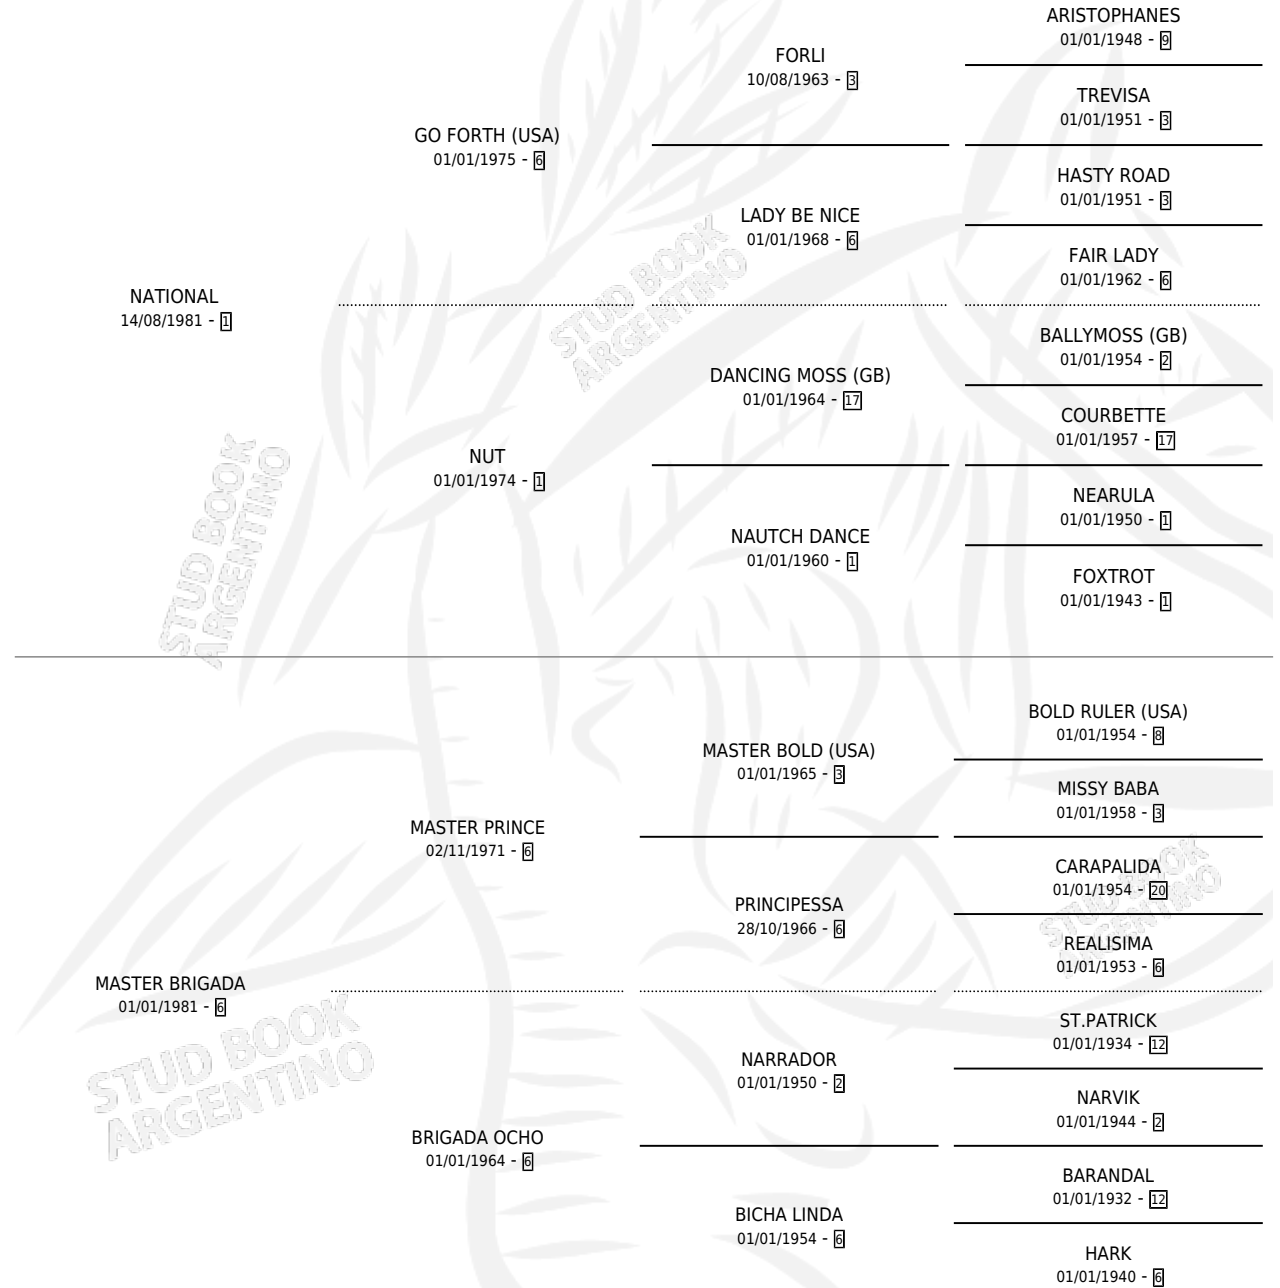 ARISTOPHANES
01/01/1948 - 9
FORLI
10/08/1963 - 3
TREVISA
01/01/1951 - 3
GO FORTH (USA)
01/01/1975 - 6
HASTY ROAD
01/01/1951 - 3
LADY BE NICE
01/01/1968 - 6
FAIR LADY
01/01/1962 - 6
NATIONAL
14/08/1981 - 1
STUD BOOK
ARGENTINO
BALLYMOSS (GB)
01/01/1954 - 2
DANCING MOSS (GB)
01/01/1964 - 17
COURBETTE
01/01/1957 - 17
NUT
01/01/1974 - 1
NEARULA
01/01/1950 - 1
NAUTCH DANCE
01/01/1960 - 1
FOXTROT
01/01/1943 - 1
STUD BOOK
ARGENTINO
BOLD RULER (USA)
01/01/1954 - 8
MASTER BOLD (USA)
01/01/1965 - 3
MISSY BABA
01/01/1958 - 3
MASTER PRINCE
02/11/1971 - 6
CARAPALIDA
01/01/1954 - 20
PRINCIPESSA
28/10/1966 - 6
REALISIMA
01/01/1953 - 6
STUD BOOK
ARGENTINO
MASTER BRIGADA
01/01/1981 - 6
ST.PATRICK
01/01/1934 - 12
NARRADOR
01/01/1950 - 2
NARVIK
01/01/1944 - 2
STUD BOOK
ARGENTINO
BRIGADA OCHO
01/01/1964 - 6
BARANDAL
01/01/1932 - 12
BICHA LINDA
01/01/1954 - 6
HARK
01/01/1940 - 6